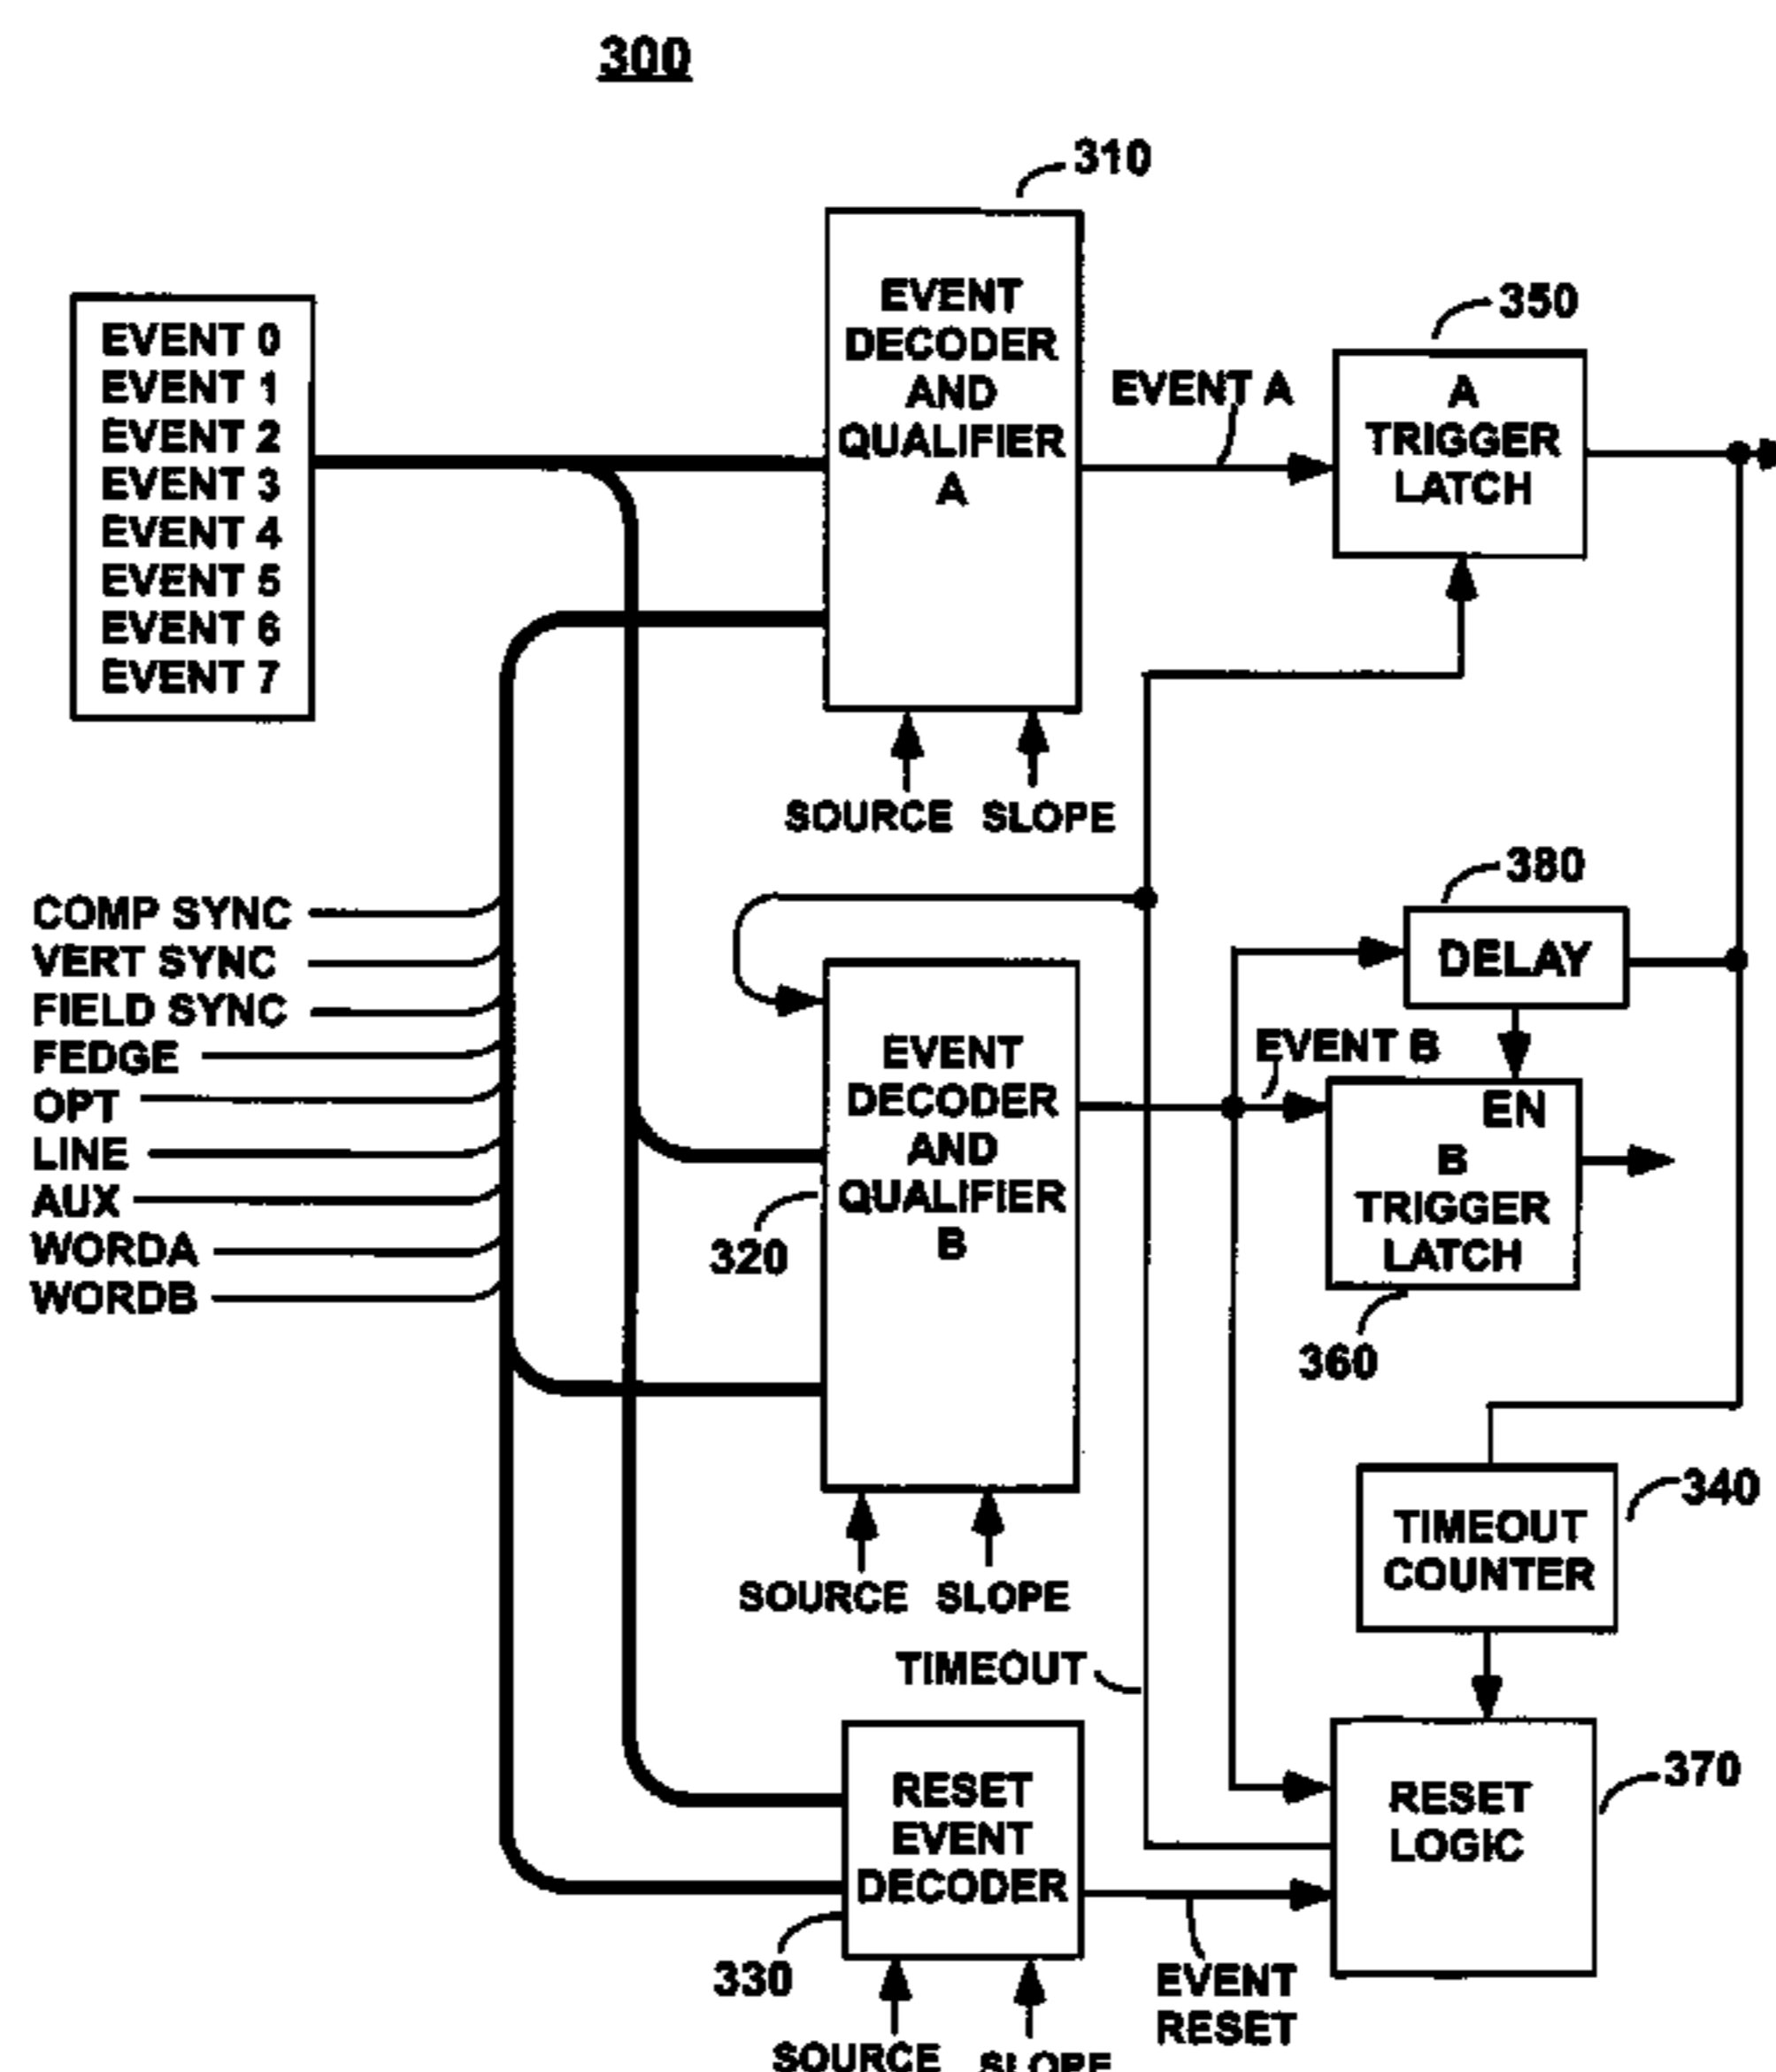 300
310
EVENT
DECODER
AND
QUALIFIER
A
EVENT 0
EVENT 1
EVENT 2
EVENT 3
EVENT 4
EVENT 5
EVENT 6
EVENT 7
EVENT A
350
A
TRIGGER
LATCH
SOURCE SLOPE
COMP SYNC
VERT SYNC
FIELD SYNC
FEDGE
OPT
LINE
AUX
WORDA
WORDB
EVENT
DECODER
AND
QUALIFIER
B
320
380
DELAY
EVENT B
EN
B
TRIGGER
LATCH
360
SOURCE SLOPE
340
TIMEOUT
COUNTER
TIMEOUT
RESET
EVENT
DECODER
330
RESET
LOGIC
370
EVENT
RESET
SOURCE SLOPE